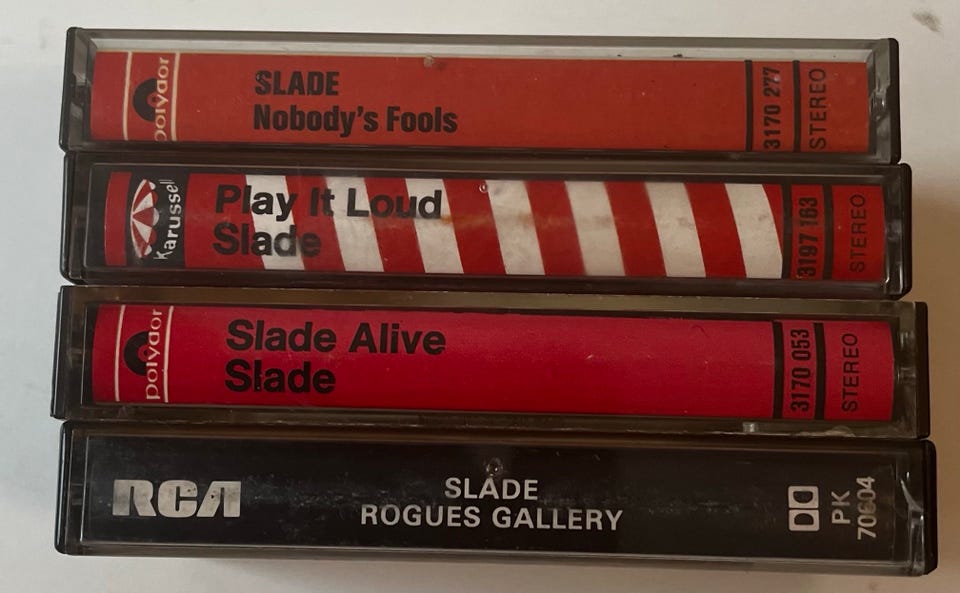 polydor
SLADE
Nobody's Fools
3170 277
STEREO
Karussell
Play It Loud
Slade
3197 163
STEREO
polydor
Slade Alive
Slade
3170 053
STEREO
RCA
SLADE
ROGUES GALLERY
PK
70604